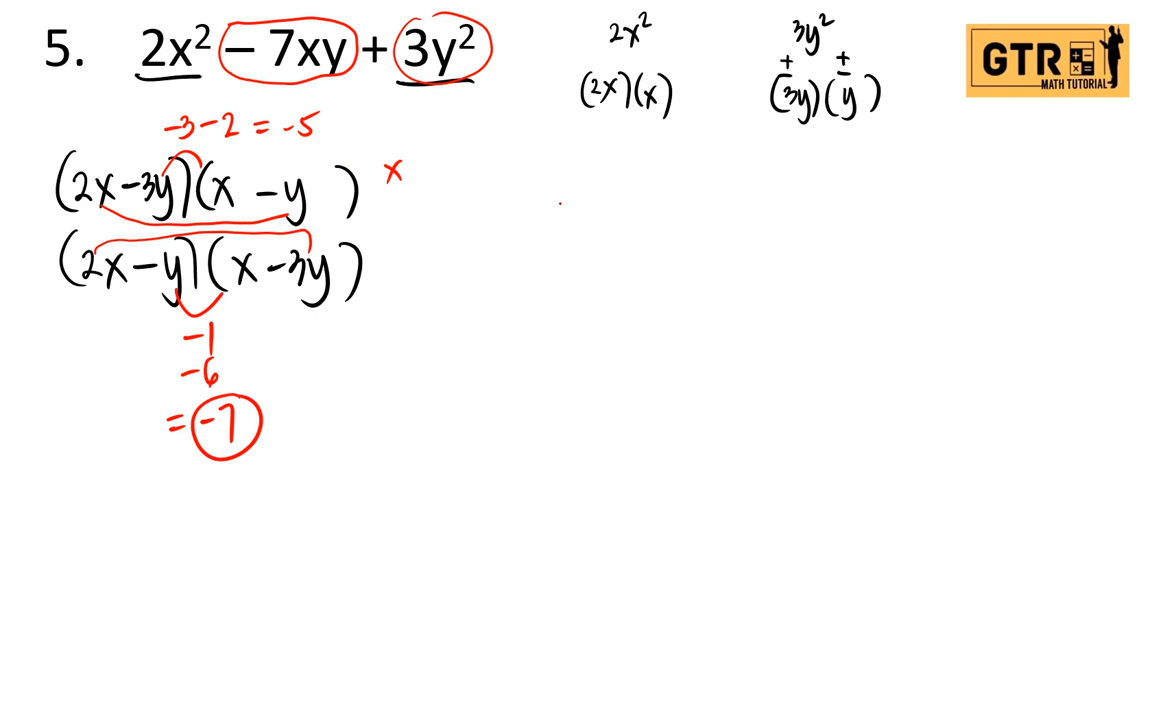 5. 2x² − 7xy + 3y²
-3 -2 = -5
(2x -3y)(x -y) x
(2x - y)(x - 3y)
-1
-6
= -7
2x²
(2x)(x)
3y²
+ +
(3y)(y)
- -
GTR
MATH TUTORIAL